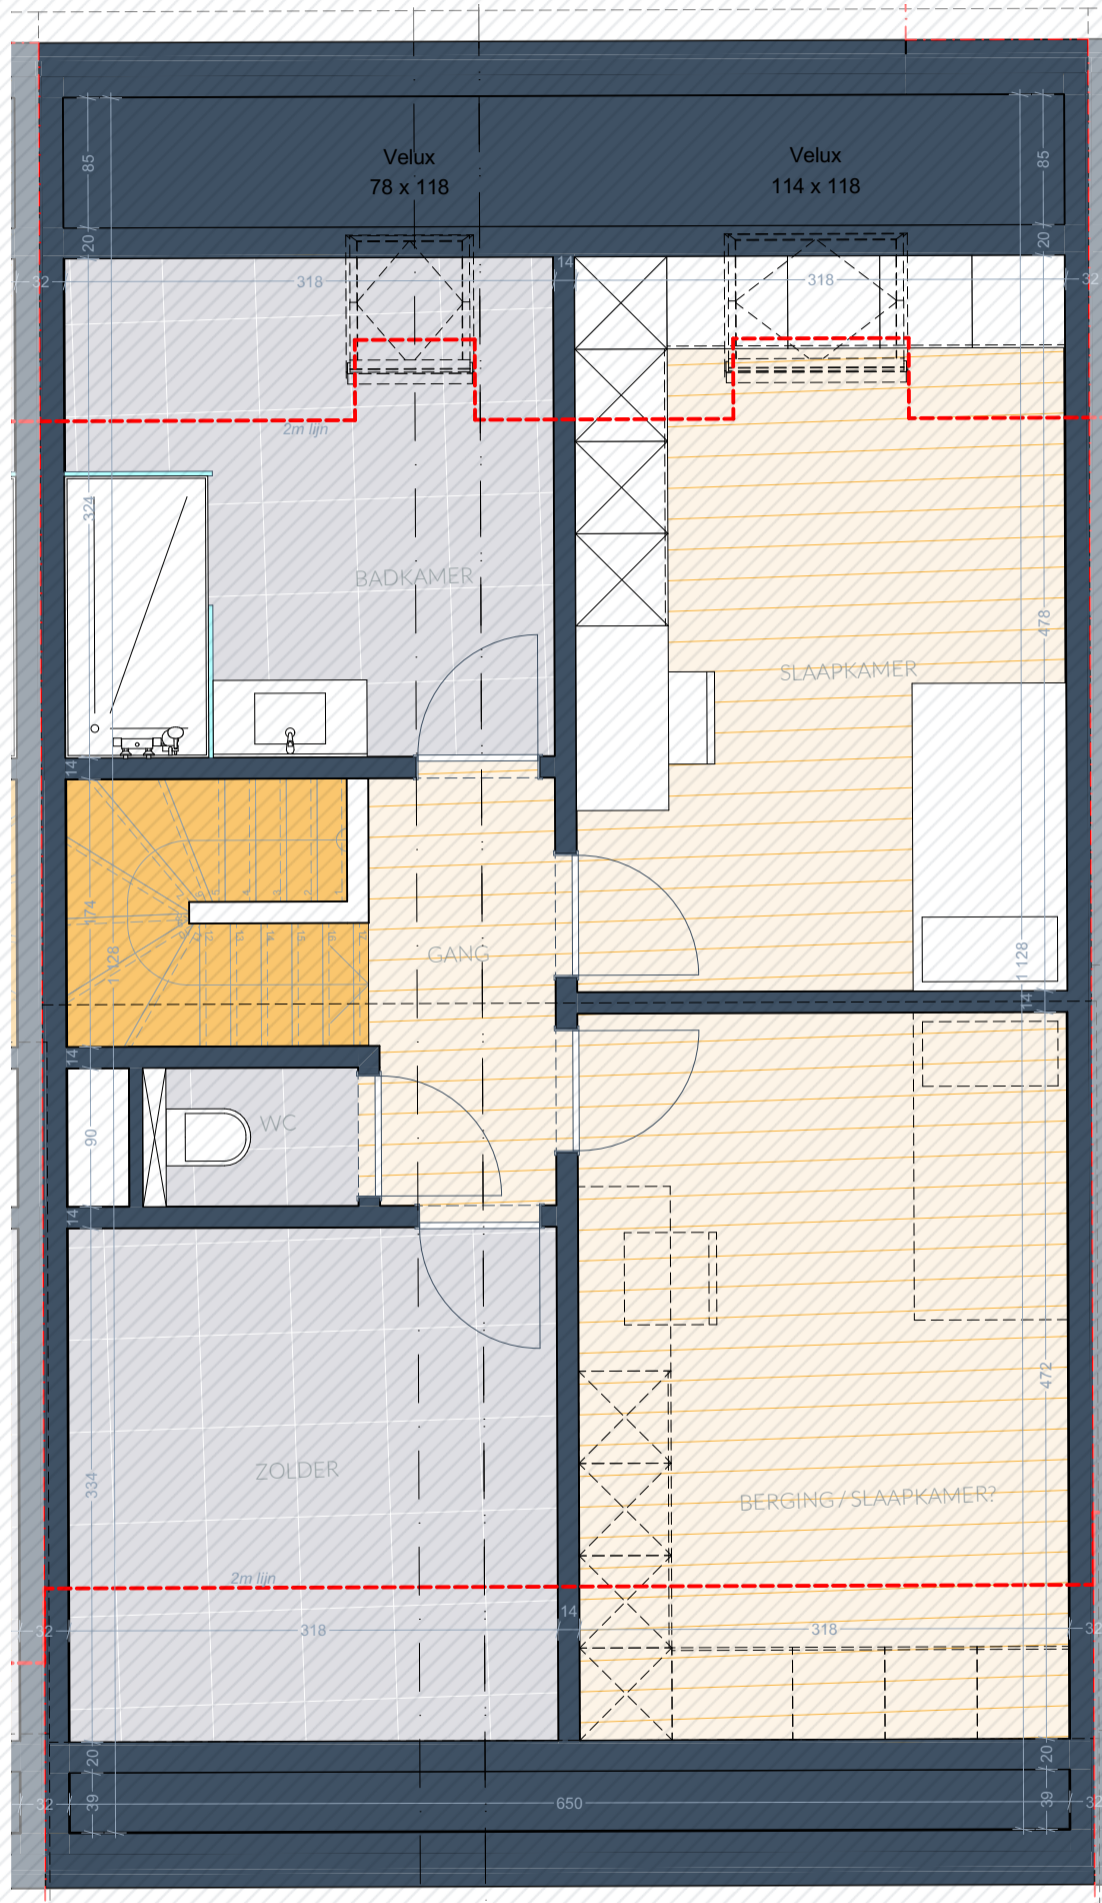 Velux
78 x 118
Velux
114 x 118
85
85
20
20
32
318
14
318
32
2m lijn
324
BADKAMER
478
SLAAPKAMER
14
174
1 128
GANG
1 128
14
14
WC
90
14
472
ZOLDER
334
BERGING / SLAAPKAMER?
2m lijn
14
32
318
318
32
20
20
39
39
32
650
32